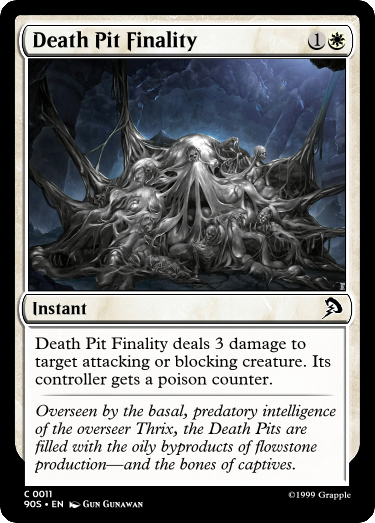 Death Pit Finality 1
Instant
Death Pit Finality deals 3 damage to
target attacking or blocking creature. Its
controller gets a poison counter.
Overseen by the basal, predatory intelligence
of the overseer Thrix, the Death Pits are
filled with the oily byproducts of flowstone
production—and the bones of captives.
C 0011
90S • EN Gun Gunawan
©1999 Grapple